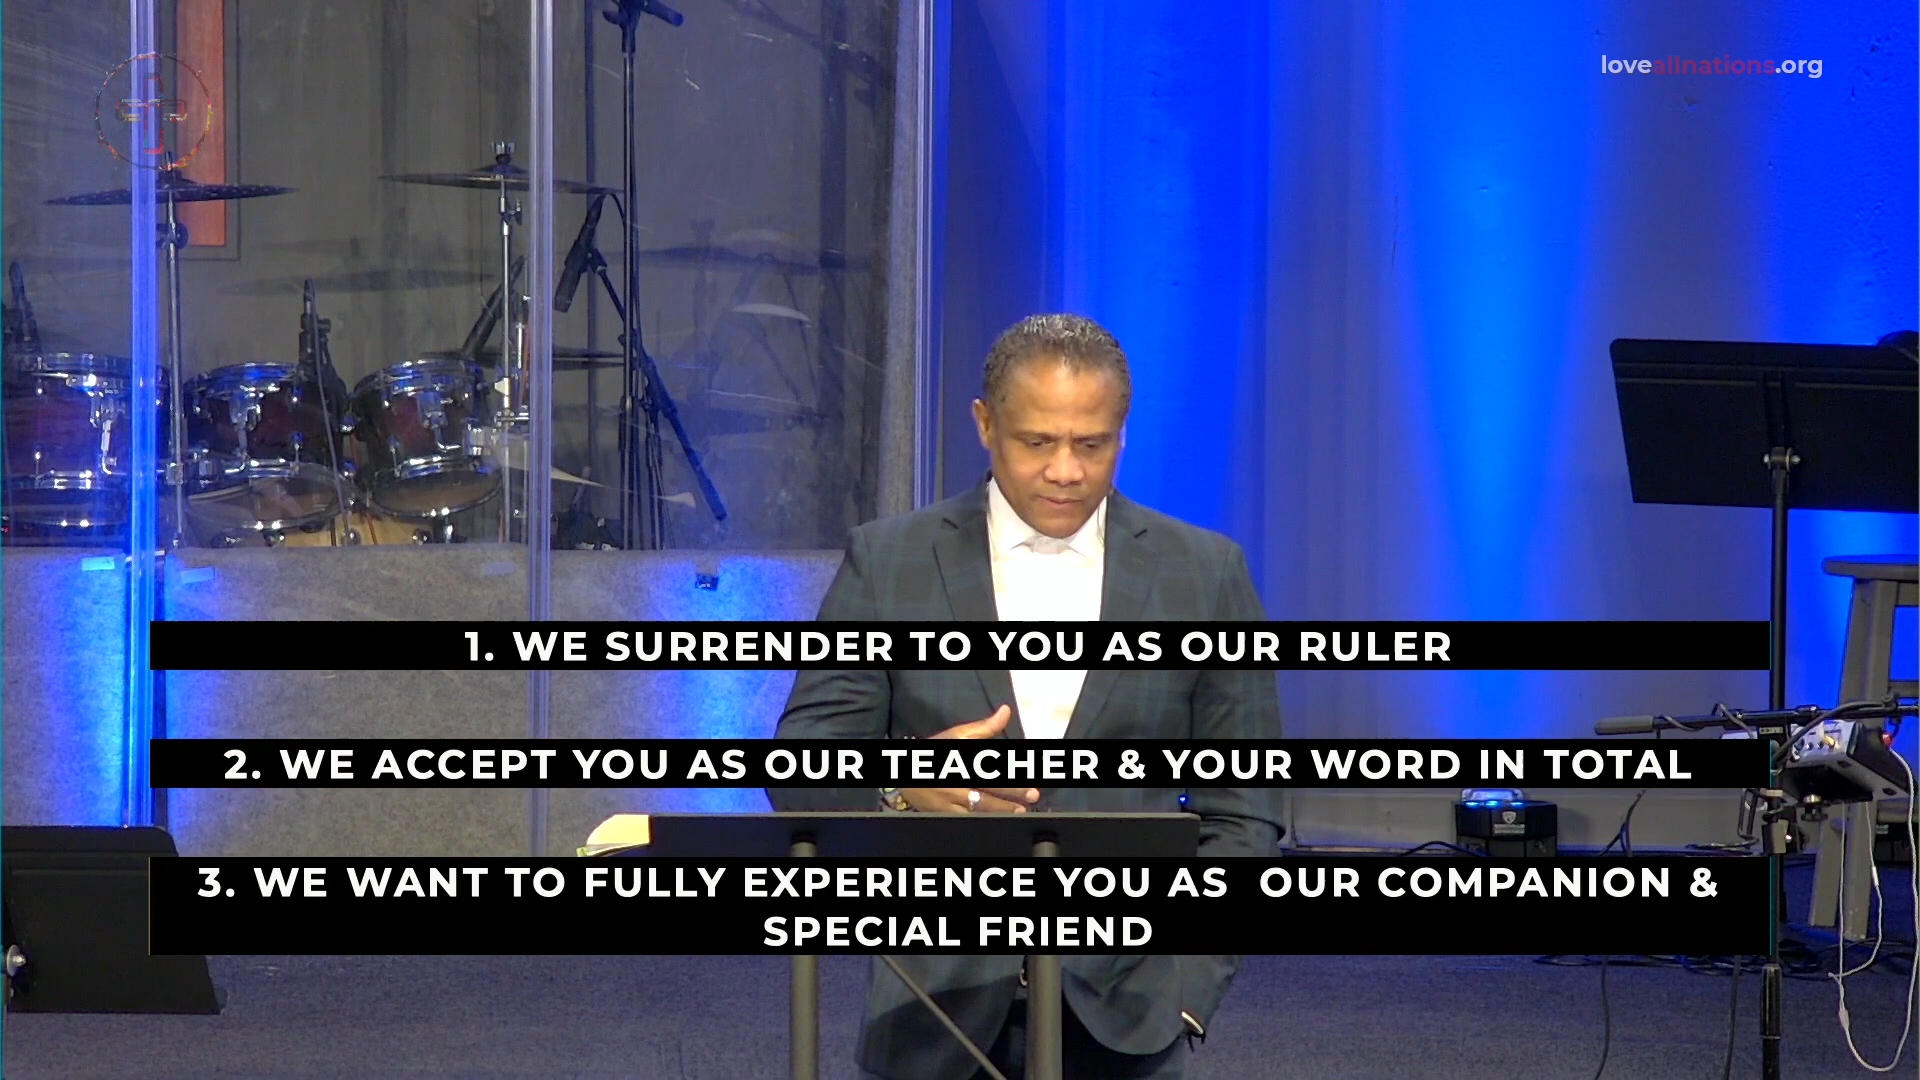 loveallnations.org
1. WE SURRENDER TO YOU AS OUR RULER
2. WE ACCEPT YOU AS OUR TEACHER & YOUR WORD IN TOTAL
3. WE WANT TO FULLY EXPERIENCE YOU AS OUR COMPANION &
SPECIAL FRIEND